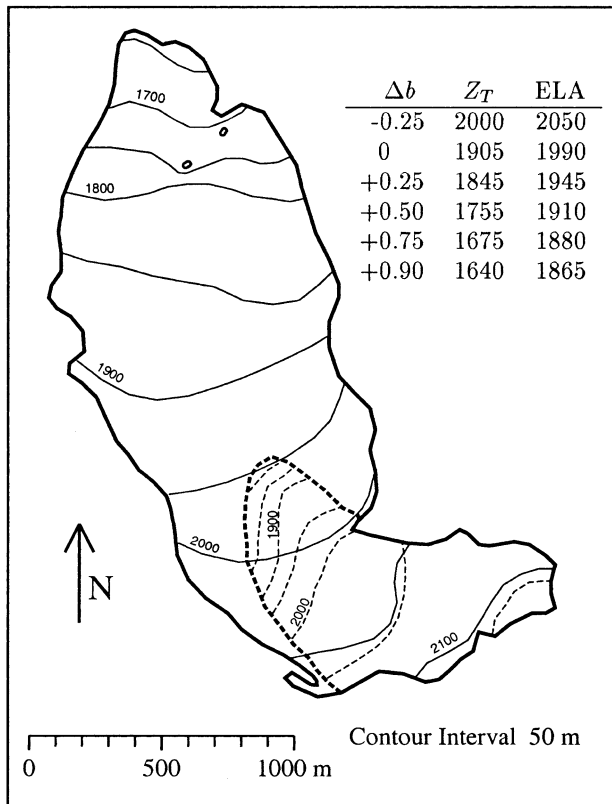 Δb Z_T ELA
-0.25 2000 2050
0 1905 1990
+0.25 1845 1945
+0.50 1755 1910
+0.75 1675 1880
+0.90 1640 1865
1700
1800
1900
1900
2000
2000
2100
N
Contour Interval 50 m
0 500 1000 m